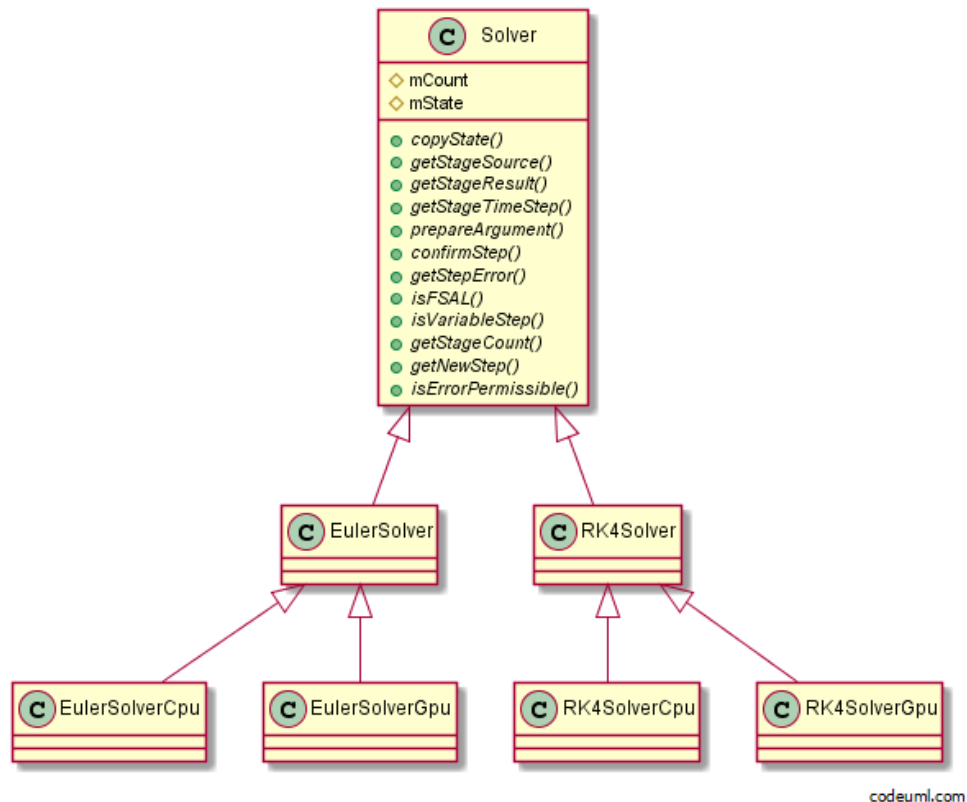 C Solver
mCount
mState
copyState()
getStageSource()
getStageResult()
getStageTimeStep()
prepareArgument()
confirmStep()
getStepError()
isFSAL()
isVariableStep()
getStageCount()
getNewStep()
isErrorPermissible()
C EulerSolver
C RK4Solver
C EulerSolverCpu
C EulerSolverGpu
C RK4SolverCpu
C RK4SolverGpu
codeuml.com